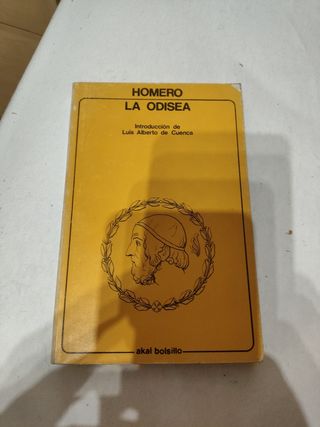 HOMERO
LA ODISEA
Introducción de
Luis Alberto de Cuenca
akal bolsillo